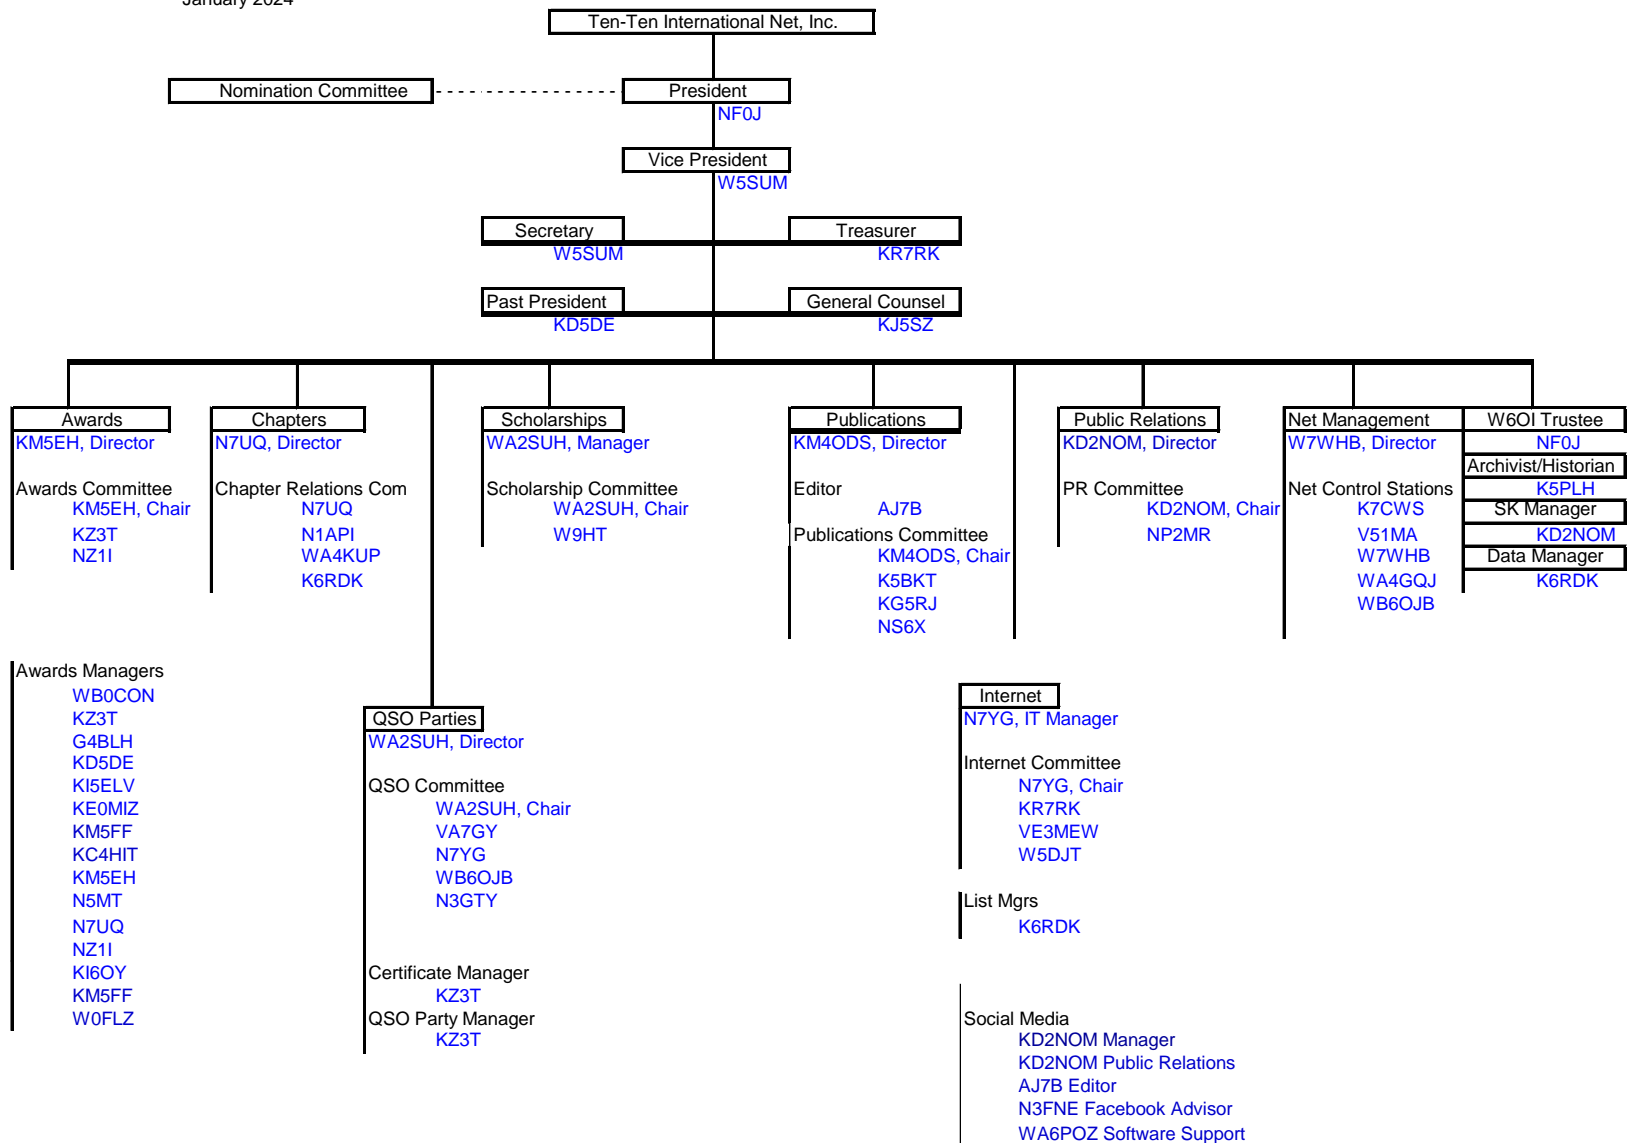 January 2024
Ten-Ten International Net, Inc.
Nomination Committee
President
NF0J
Vice President
W5SUM
Secretary
W5SUM
Treasurer
KR7RK
Past President
KD5DE
General Counsel
KJ5SZ
Awards
KM5EH, Director
Awards Committee
KM5EH, Chair
KZ3T
NZ1I
Awards Managers
WB0CON
KZ3T
G4BLH
KD5DE
KI5ELV
KE0MIZ
KM5FF
KC4HIT
KM5EH
N5MT
N7UQ
NZ1I
KI6OY
KM5FF
W0FLZ
Chapters
N7UQ, Director
Chapter Relations Com
N7UQ
N1API
WA4KUP
K6RDK
QSO Parties
WA2SUH, Director
QSO Committee
WA2SUH, Chair
VA7GY
N7YG
WB6OJB
N3GTY
Certificate Manager
KZ3T
QSO Party Manager
KZ3T
Scholarships
WA2SUH, Manager
Scholarship Committee
WA2SUH, Chair
W9HT
Publications
KM4ODS, Director
Editor
AJ7B
Publications Committee
KM4ODS, Chair
K5BKT
KG5RJ
NS6X
Internet
N7YG, IT Manager
Internet Committee
N7YG, Chair
KR7RK
VE3MEW
W5DJT
List Mgrs
K6RDK
Social Media
KD2NOM Manager
KD2NOM Public Relations
AJ7B Editor
N3FNE Facebook Advisor
WA6POZ Software Support
Public Relations
KD2NOM, Director
PR Committee
KD2NOM, Chair
NP2MR
Net Management
W7WHB, Director
Net Control Stations
K7CWS
V51MA
W7WHB
WA4GQJ
WB6OJB
W6OI Trustee
NF0J
Archivist/Historian
K5PLH
SK Manager
KD2NOM
Data Manager
K6RDK